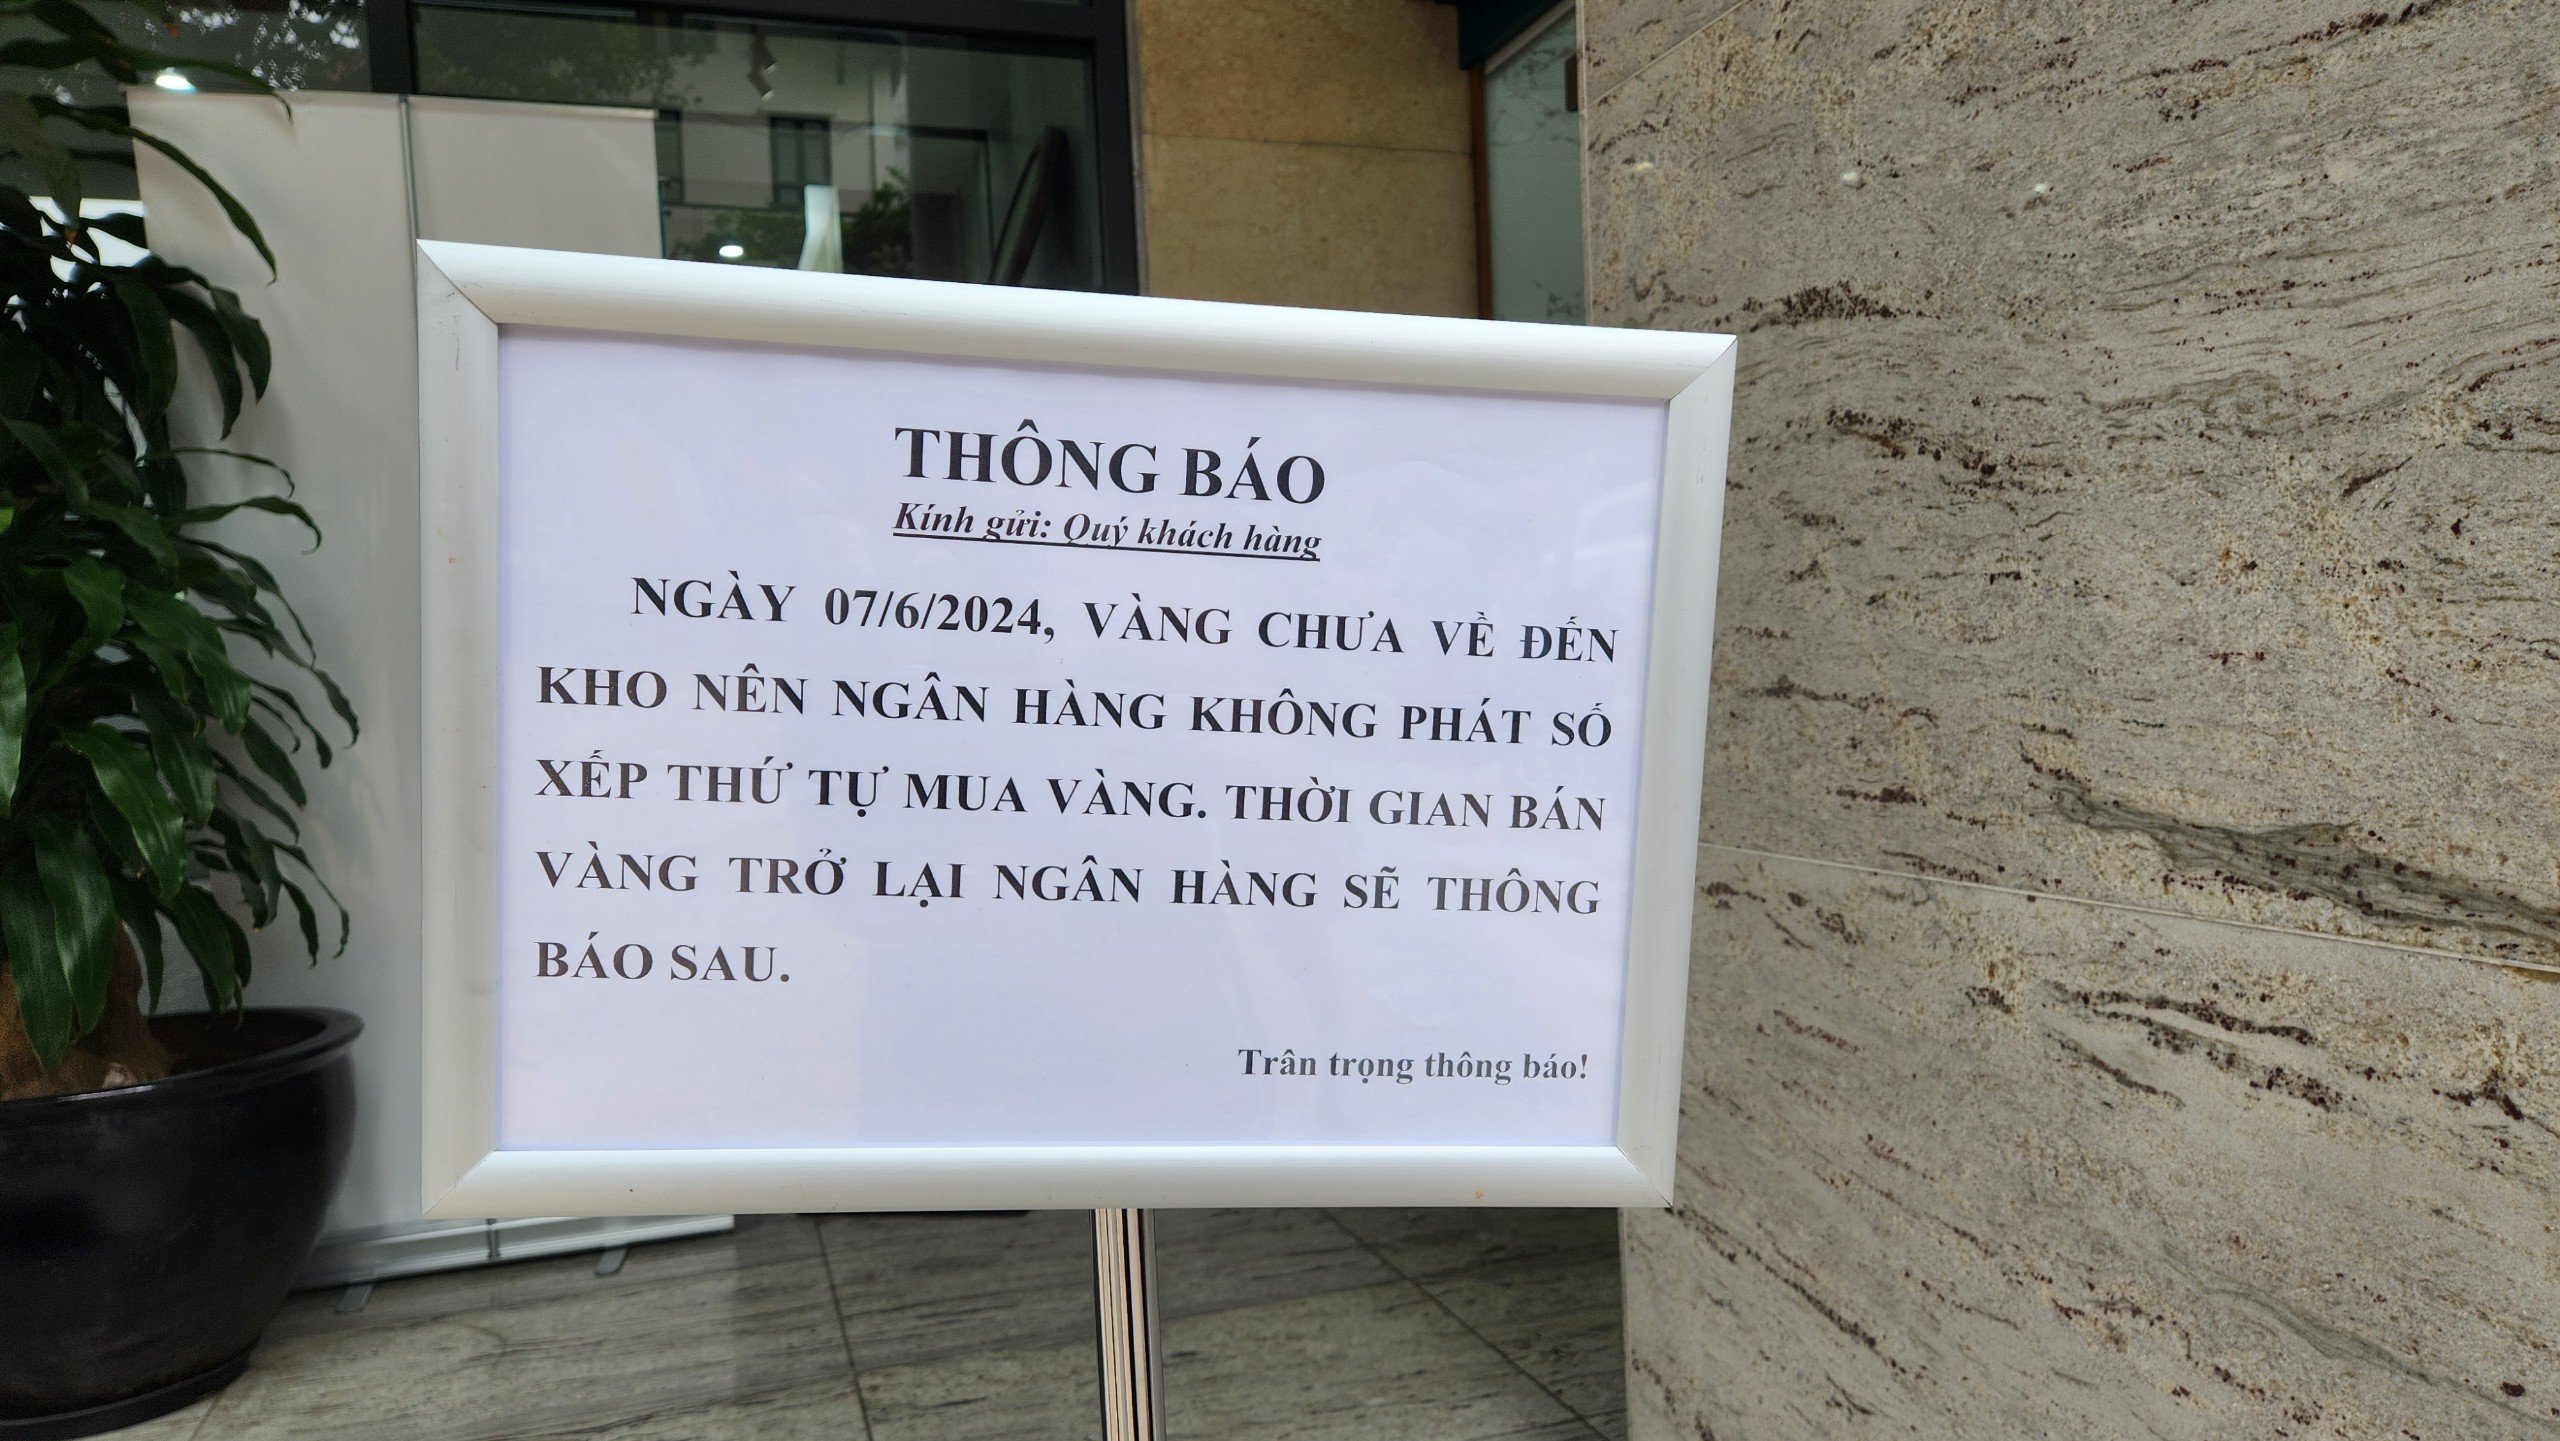 THÔNG BÁO
Kính gửi: Quý khách hàng
NGÀY 07/6/2024, VÀNG CHƯA VỀ ĐẾN
KHO NÊN NGÂN HÀNG KHÔNG PHÁT SỐ
XẾP THỨ TỰ MUA VÀNG. THỜI GIAN BÁN
VÀNG TRỞ LẠI NGÂN HÀNG SẼ THÔNG
BÁO SAU.
Trân trọng thông báo!